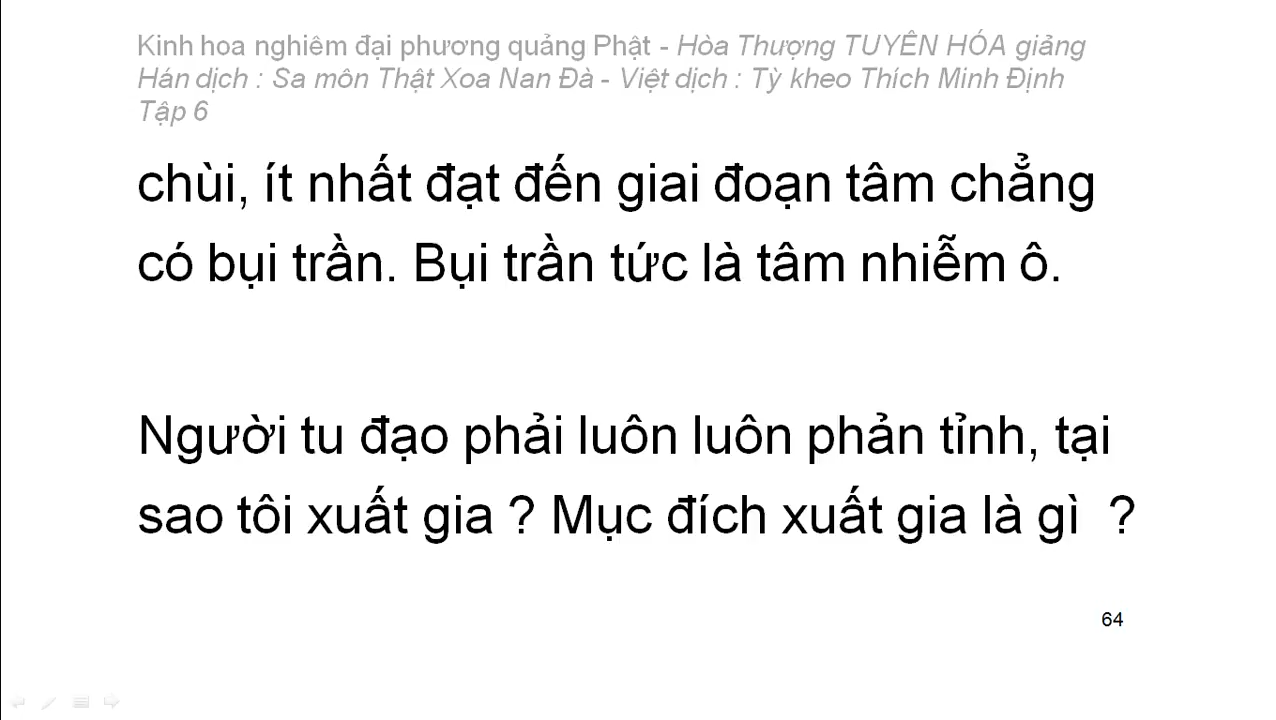 Kinh hoa nghiêm đại phương quảng Phật - Hòa Thượng TUYÊN HÓA giảng
Hán dịch : Sa môn Thật Xoa Nan Đà - Việt dịch : Tỳ kheo Thích Minh Định
Tập 6
chùi, ít nhất đạt đến giai đoạn tâm chẳng
có bụi trần. Bụi trần tức là tâm nhiễm ô.
Người tu đạo phải luôn luôn phản tỉnh, tại
sao tôi xuất gia ? Mục đích xuất gia là gì  ?
64